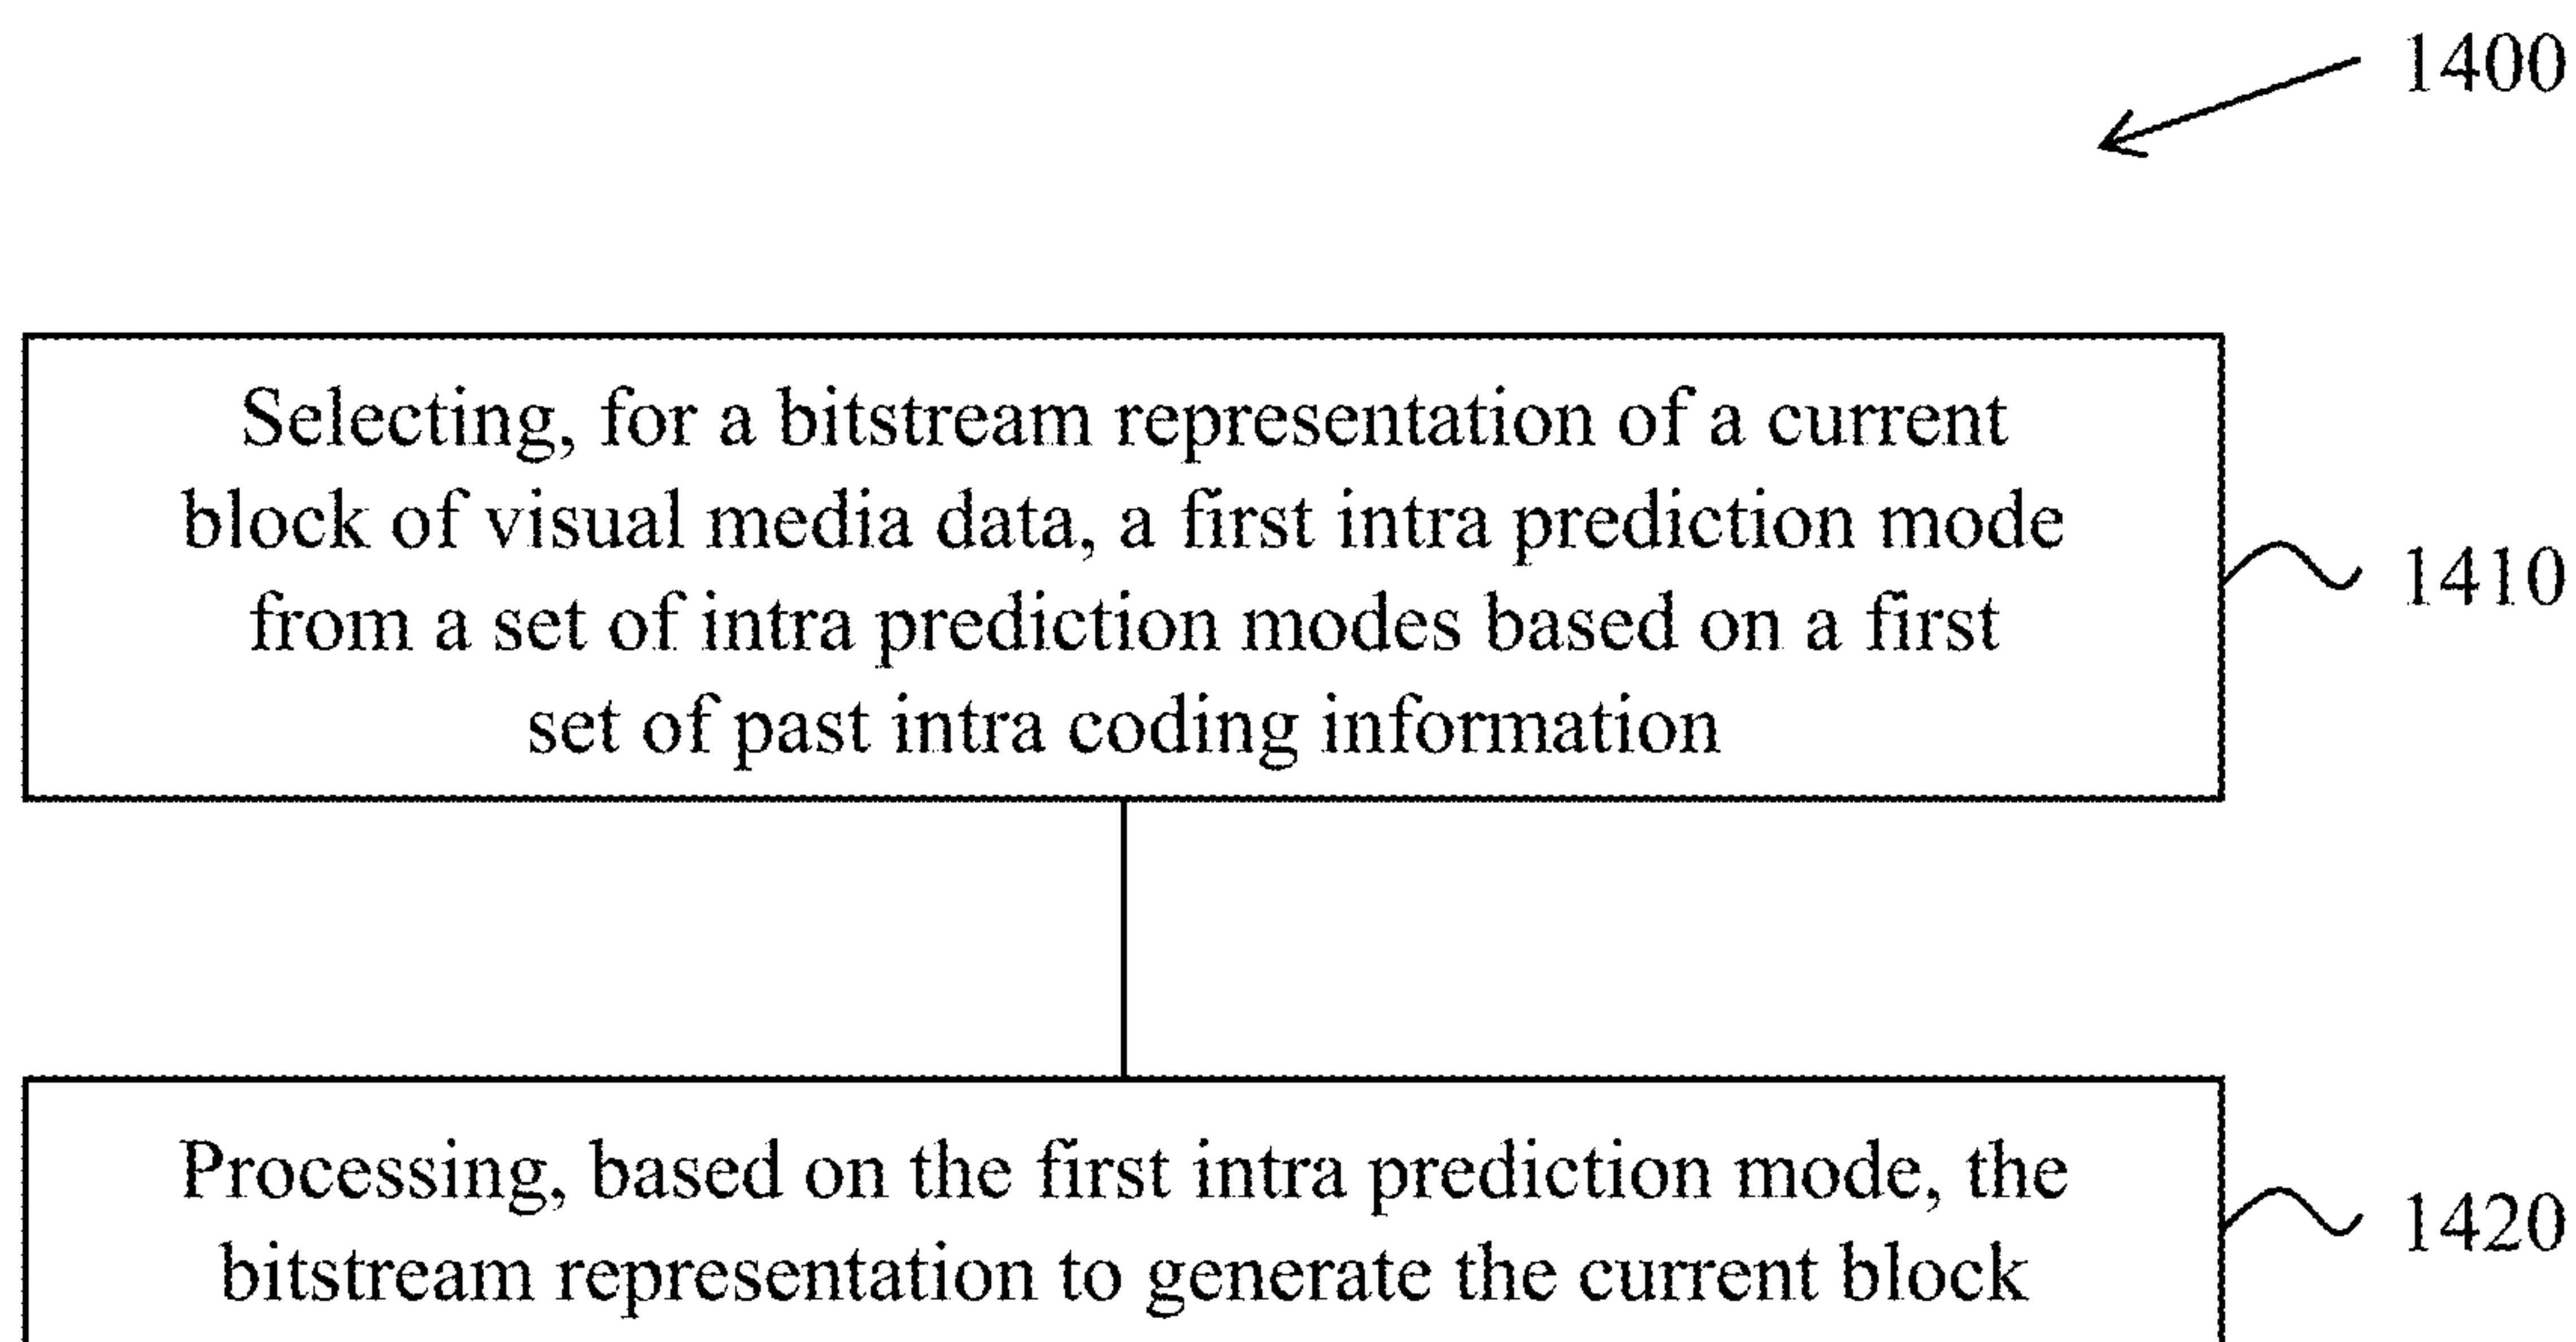 1400
Selecting, for a bitstream representation of a current
block of visual media data, a first intra prediction mode
from a set of intra prediction modes based on a first
set of past intra coding information
1410
Processing, based on the first intra prediction mode, the
bitstream representation to generate the current block
1420